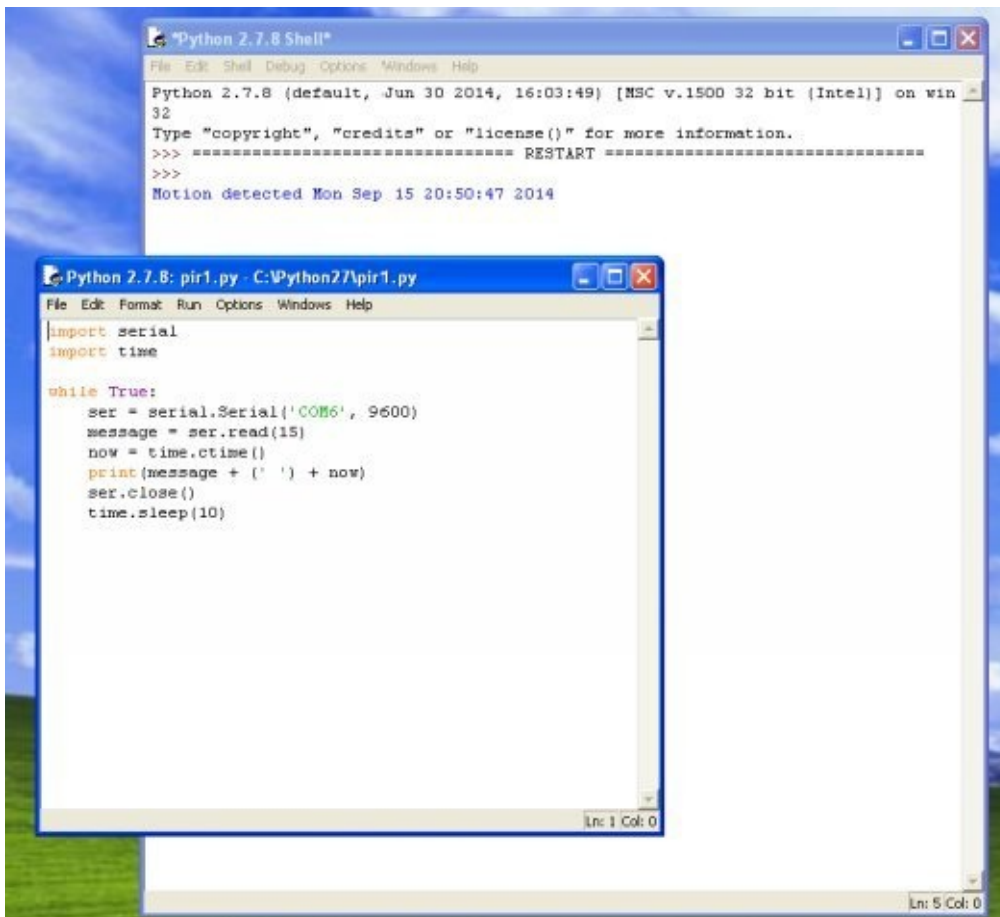 *Python 2.7.8 Shell*
File Edit Shell Debug Options Windows Help
Python 2.7.8 (default, Jun 30 2014, 16:03:49) [MSC v.1500 32 bit (Intel)] on win
32
Type "copyright", "credits" or "license()" for more information.
>>> ================================ RESTART ================================
>>>
Motion detected Mon Sep 15 20:50:47 2014
Python 2.7.8: pir1.py - C:\Python27\pir1.py
File Edit Format Run Options Windows Help
import serial
import time
while True:
    ser = serial.Serial('COM6', 9600)
    message = ser.read(15)
    now = time.ctime()
    print(message + (' ') + now)
    ser.close()
    time.sleep(10)
Ln: 1 Col: 0
Ln: 5 Col: 0